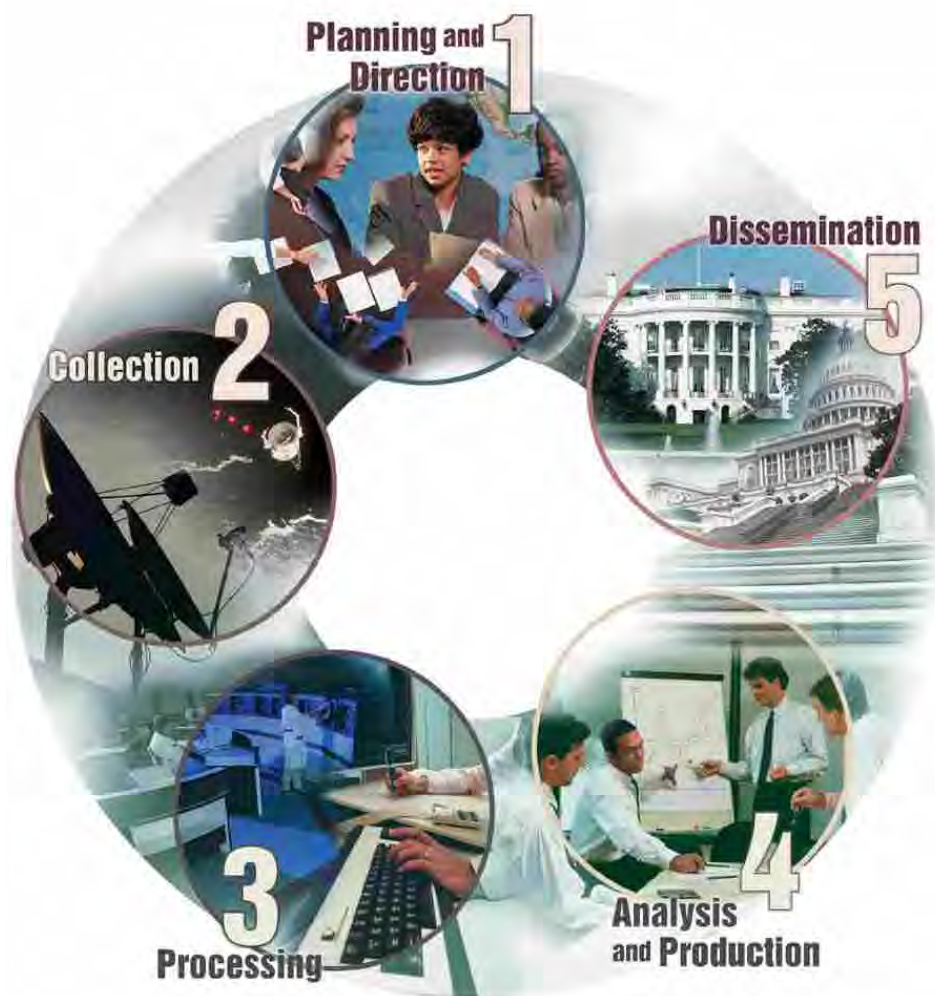 1
Planning and
Direction
2
Collection
3
Processing
4
Analysis
and Production
5
Dissemination